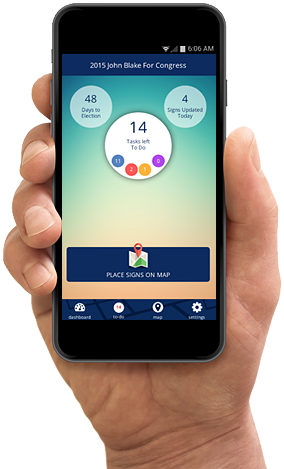 6:06 AM
2015 John Blake For Congress
48
Days to
Election
4
Signs Updated
Today
14
Tasks left
To Do
11
2
1
0
PLACE SIGNS ON MAP
dashboard
14
to-do
map
settings